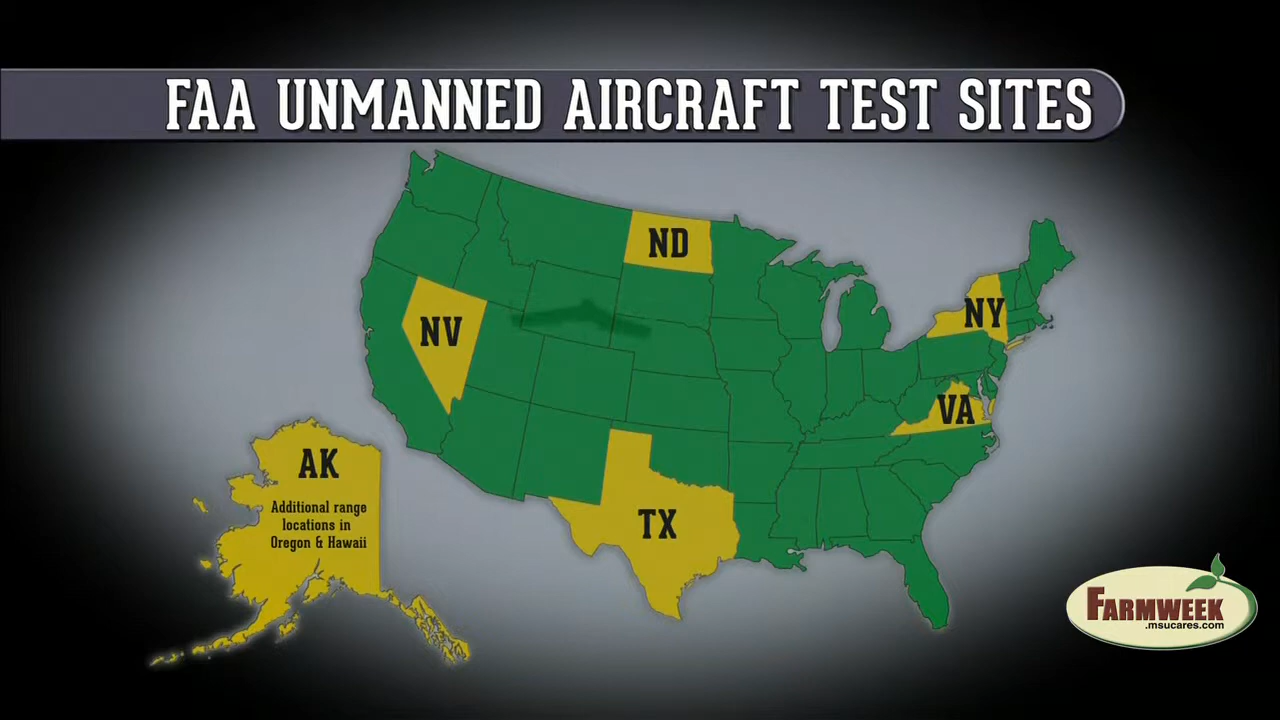 FAA UNMANNED AIRCRAFT TEST SITES
ND
NY
NV
VA
AK
Additional range
locations in
Oregon & Hawaii
TX
FARMWEEK
.msucares.com